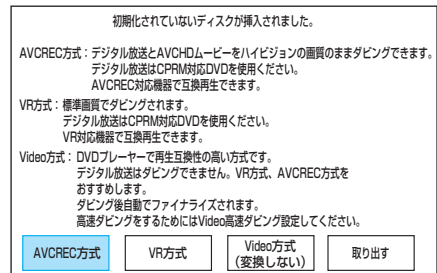 初期化されていないディスクが挿入されました。
AVCREC方式：デジタル放送とAVCHDムービーをハイビジョンの画質のままダビングできます。
デジタル放送はCPRM対応DVDを使用ください。
AVCREC対応機器で互換再生できます。
VR方式：標準画質でダビングされます。
デジタル放送はCPRM対応DVDを使用ください。
VR対応機器で互換再生できます。
Video方式：DVDプレーヤーで再生互換性の高い方式です。
デジタル放送はダビングできません。VR方式、AVCREC方式を
おすすめします。
ダビング後自動でファイナライズされます。
高速ダビングをするためにはVideo高速ダビング設定してください。
AVCREC方式 VR方式 Video方式 取り出す
（変換しない）